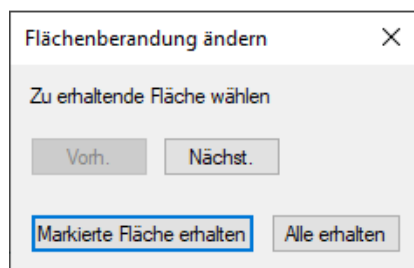 Flächenberandung ändern
Zu erhaltende Fläche wählen
Vorh. Nächst.
Markierte Fläche erhalten Alle erhalten